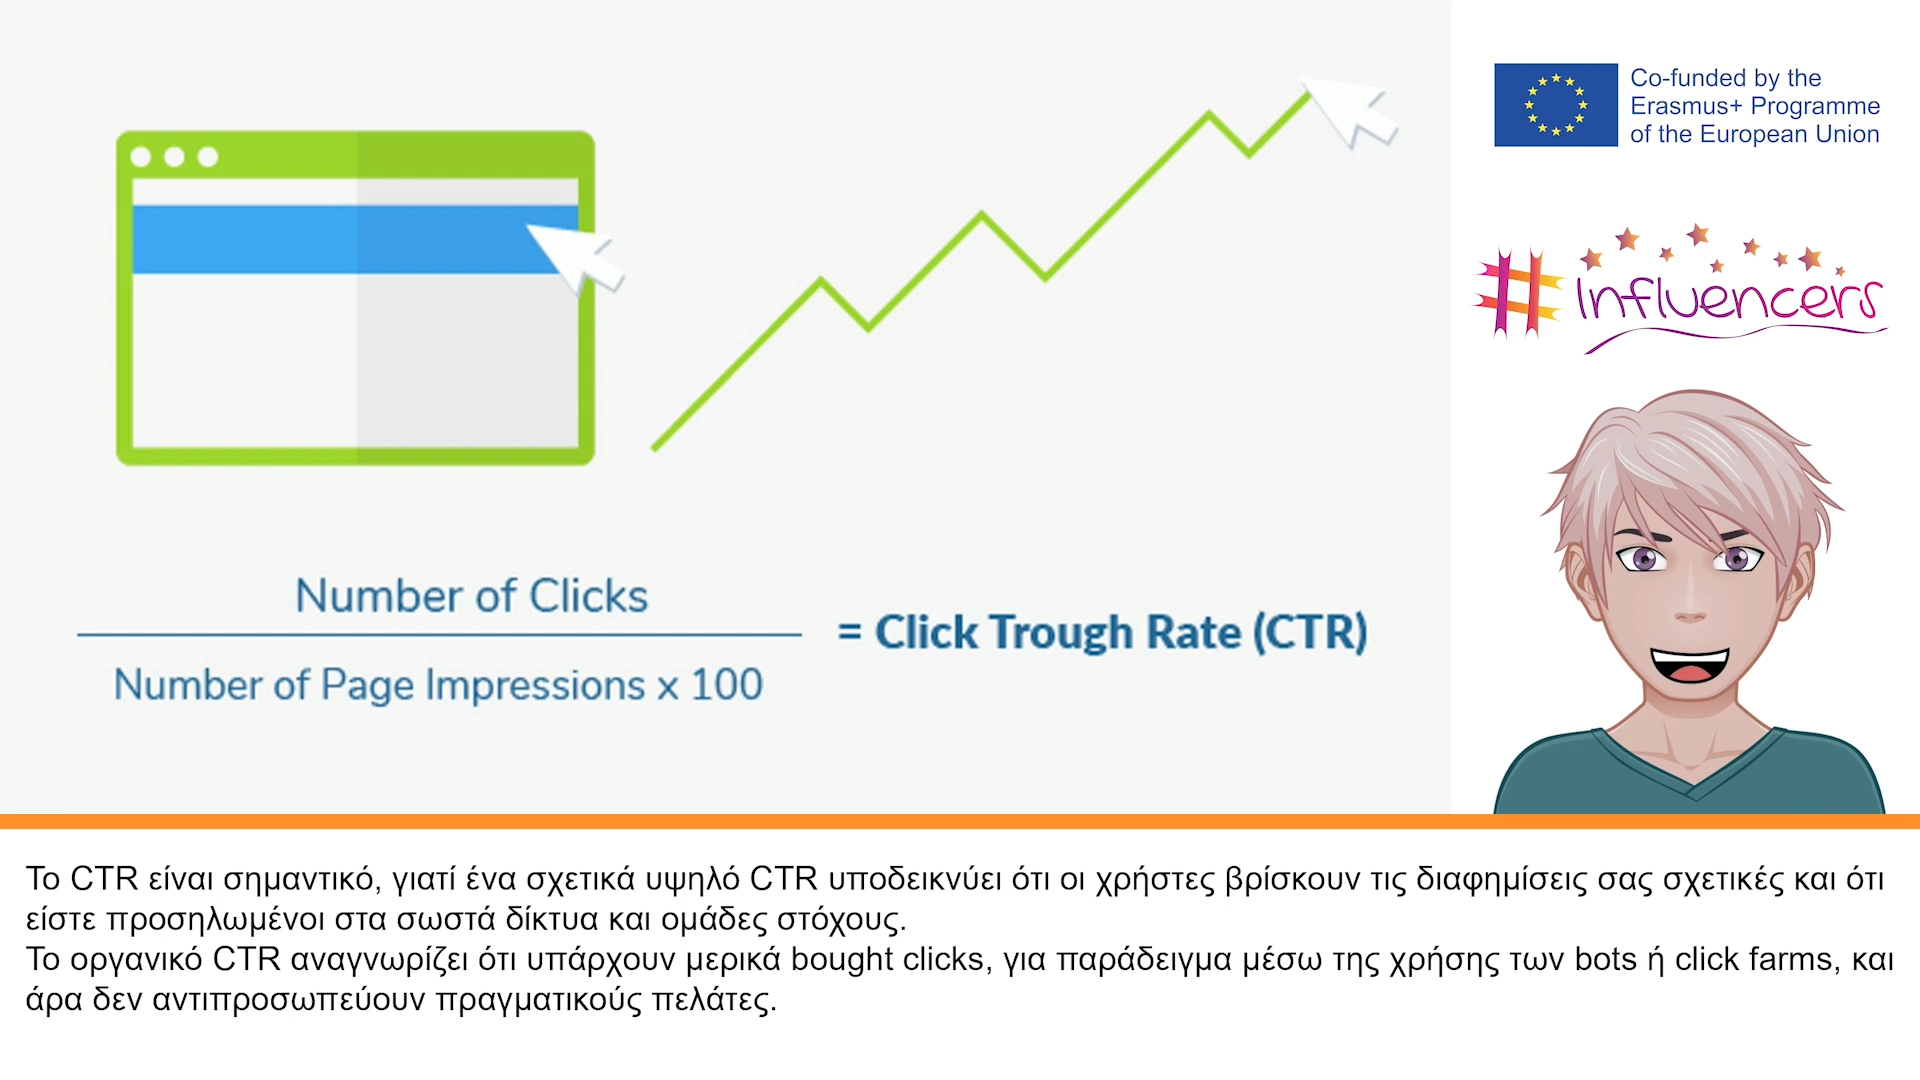 Number of Clicks
Number of Page Impressions x 100
= Click Trough Rate (CTR)
Co-funded by the
Erasmus+ Programme
of the European Union
#Influencers
Το CTR είναι σημαντικό, γιατί ένα σχετικά υψηλό CTR υποδεικνύει ότι οι χρήστες βρίσκουν τις διαφημίσεις σας σχετικές και ότι
είστε προσηλωμένοι στα σωστά δίκτυα και ομάδες στόχους.
Το οργανικό CTR αναγνωρίζει ότι υπάρχουν μερικά bought clicks, για παράδειγμα μέσω της χρήσης των bots ή click farms, και
άρα δεν αντιπροσωπεύουν πραγματικούς πελάτες.